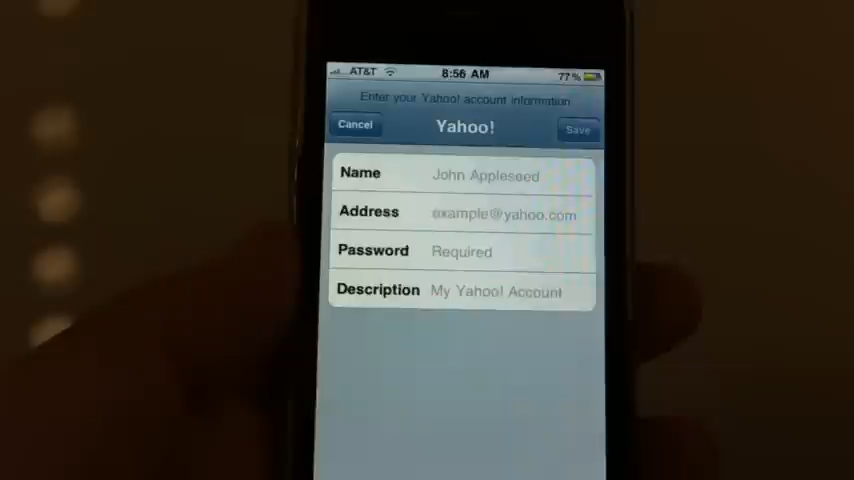 AT&T 8:56 AM 77%
Enter your Yahoo! account information
Cancel Yahoo! Save
Name John Appleseed
Address example@yahoo.com
Password Required
Description My Yahoo! Account